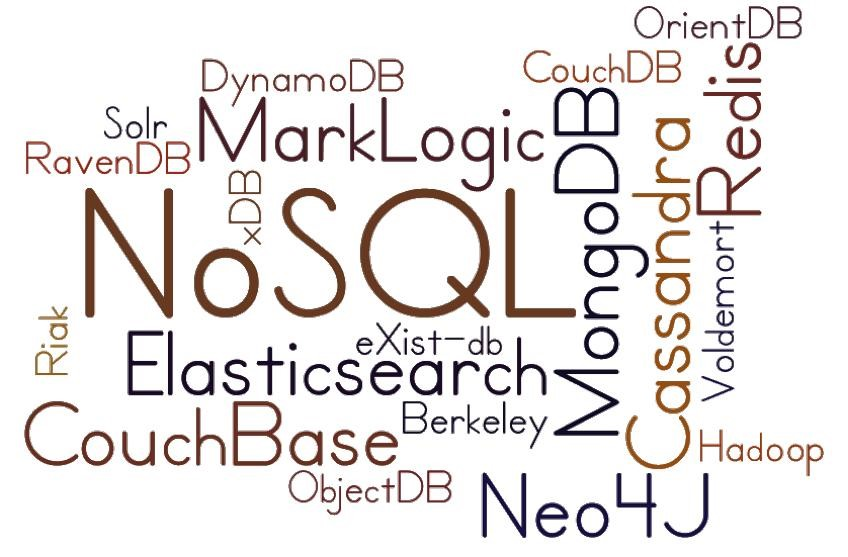 OrientDB
CouchDB
DynamoDB
Redis
Solr
MarkLogic
MongoDB
Cassandra
RavenDB
xDB
NoSQL
Voldemort
Riak
eXist-db
Elasticsearch
CouchBase
Berkeley
Hadoop
ObjectDB
Neo4J